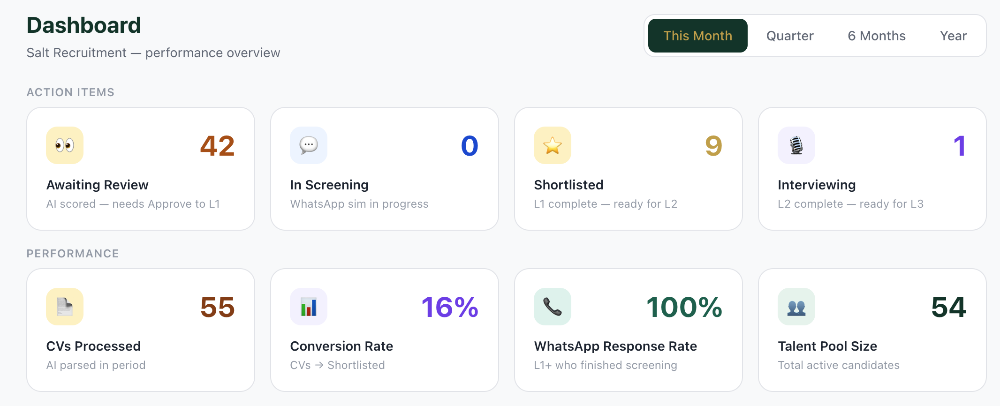 Dashboard
Salt Recruitment — performance overview
This Month
Quarter
6 Months
Year
ACTION ITEMS
42
Awaiting Review
AI scored — needs Approve to L1
0
In Screening
WhatsApp sim in progress
9
Shortlisted
L1 complete — ready for L2
1
Interviewing
L2 complete — ready for L3
PERFORMANCE
55
CVs Processed
AI parsed in period
16%
Conversion Rate
CVs → Shortlisted
100%
WhatsApp Response Rate
L1+ who finished screening
54
Talent Pool Size
Total active candidates